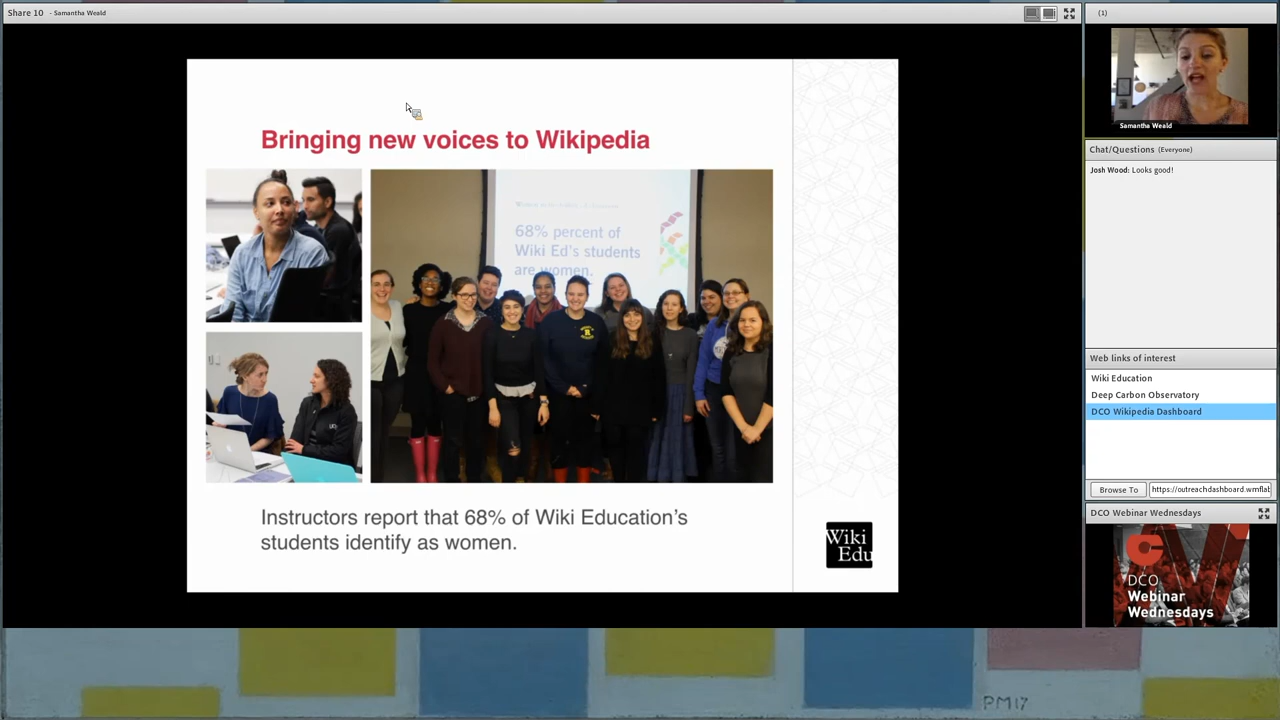 Share 10 - Samantha Weald
Bringing new voices to Wikipedia
68% percent of
Wiki Ed's students
are women.
Instructors report that 68% of Wiki Education's
students identify as women.
Wiki
Edu
(1)
Samantha Weald
Chat/Questions (Everyone)
Josh Wood: Looks good!
Web links of interest
Wiki Education
Deep Carbon Observatory
DCO Wikipedia Dashboard
Browse To
https://outreachdashboard.wmflab
DCO Webinar Wednesdays
DCO
Webinar
Wednesdays
PM17